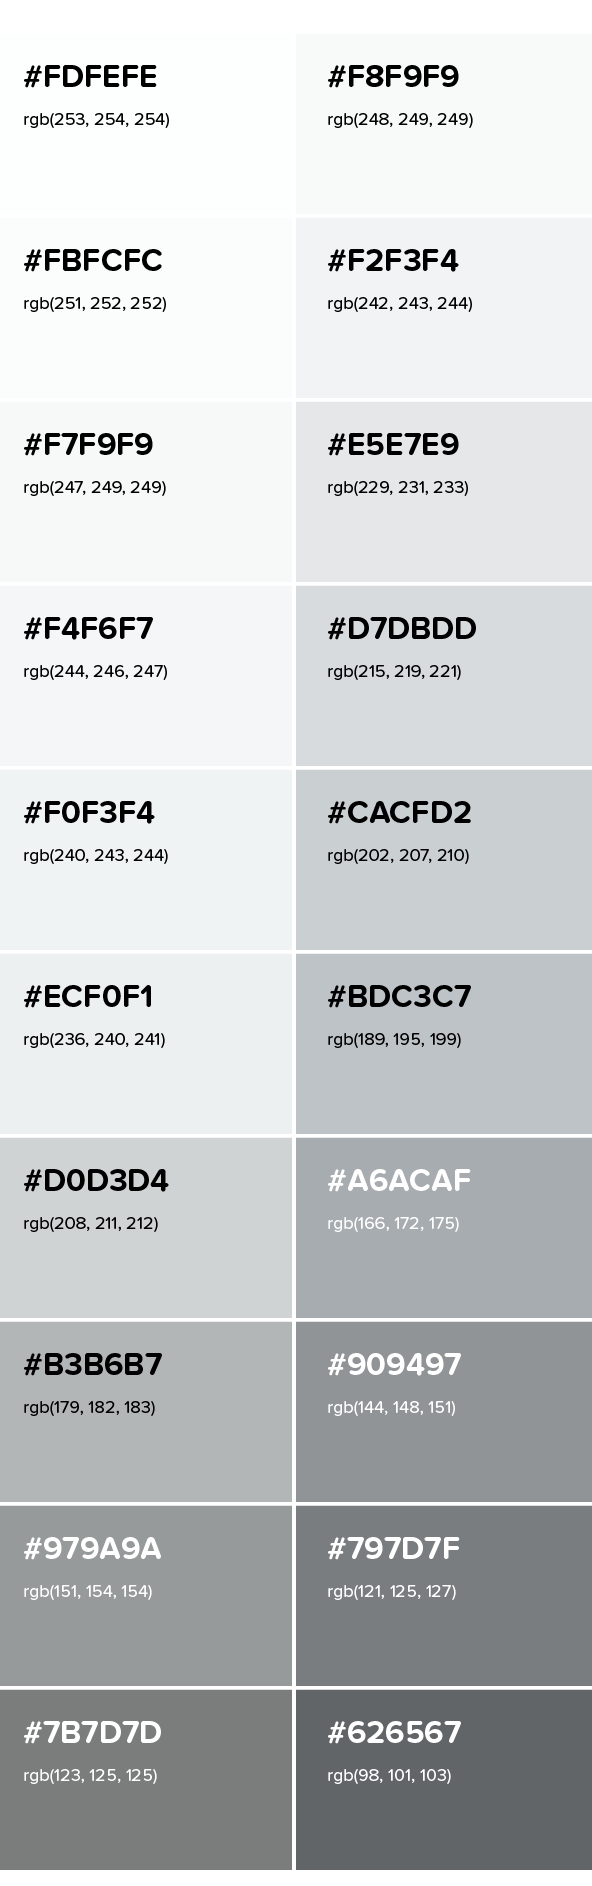 #FDFEFE
rgb(253, 254, 254)
#F8F9F9
rgb(248, 249, 249)
#FBFCFC
rgb(251, 252, 252)
#F2F3F4
rgb(242, 243, 244)
#F7F9F9
rgb(247, 249, 249)
#E5E7E9
rgb(229, 231, 233)
#F4F6F7
rgb(244, 246, 247)
#D7DBDD
rgb(215, 219, 221)
#F0F3F4
rgb(240, 243, 244)
#CACFD2
rgb(202, 207, 210)
#ECF0F1
rgb(236, 240, 241)
#BDC3C7
rgb(189, 195, 199)
#D0D3D4
rgb(208, 211, 212)
#A6ACAF
rgb(166, 172, 175)
#B3B6B7
rgb(179, 182, 183)
#909497
rgb(144, 148, 151)
#979A9A
rgb(151, 154, 154)
#797D7F
rgb(121, 125, 127)
#7B7D7D
rgb(123, 125, 125)
#626567
rgb(98, 101, 103)